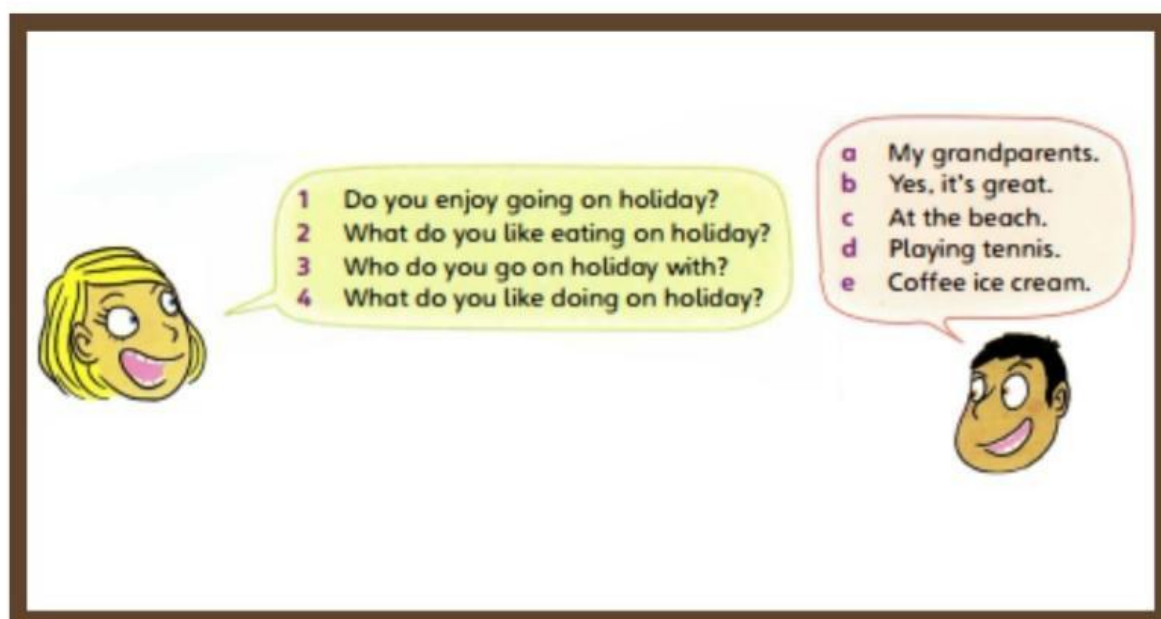 1 Do you enjoy going on holiday?
2 What do you like eating on holiday?
3 Who do you go on holiday with?
4 What do you like doing on holiday?
a My grandparents.
b Yes, it's great.
c At the beach.
d Playing tennis.
e Coffee ice cream.